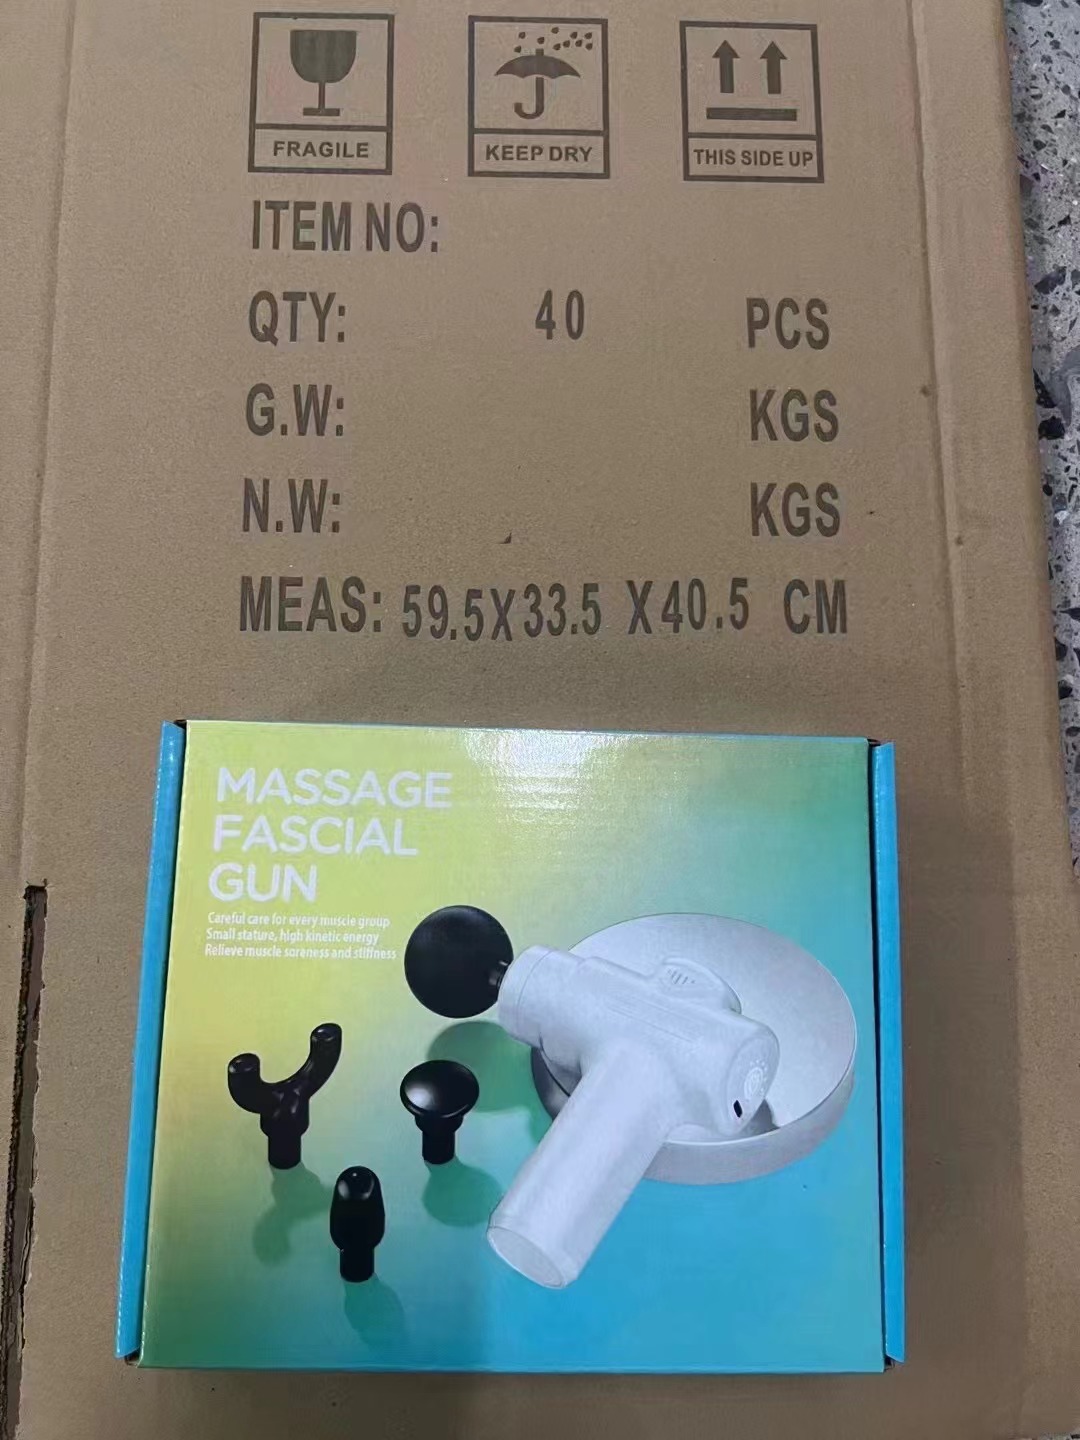 FRAGILE
KEEP DRY
THIS SIDE UP
ITEM NO:
QTY: 40 PCS
G.W: KGS
N.W: KGS
MEAS: 59.5X33.5 X40.5 CM
MASSAGE
FASCIAL
GUN
Careful care for every muscle group
Small stature, high kinetic energy
Relieve muscle soreness and stiffness